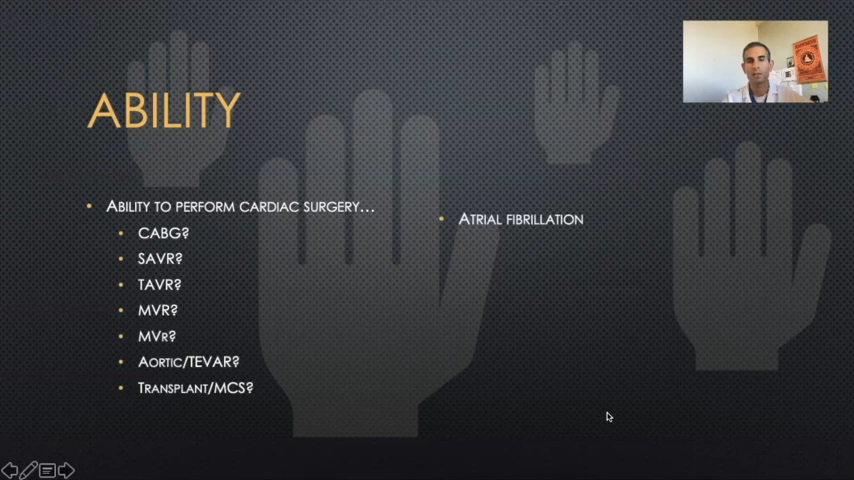 ABILITY
ABILITY TO PERFORM CARDIAC SURGERY...
CABG?
SAVR?
TAVR?
MVR?
MVr?
AORTIC/TEVAR?
TRANSPLANT/MCS?
ATRIAL FIBRILLATION